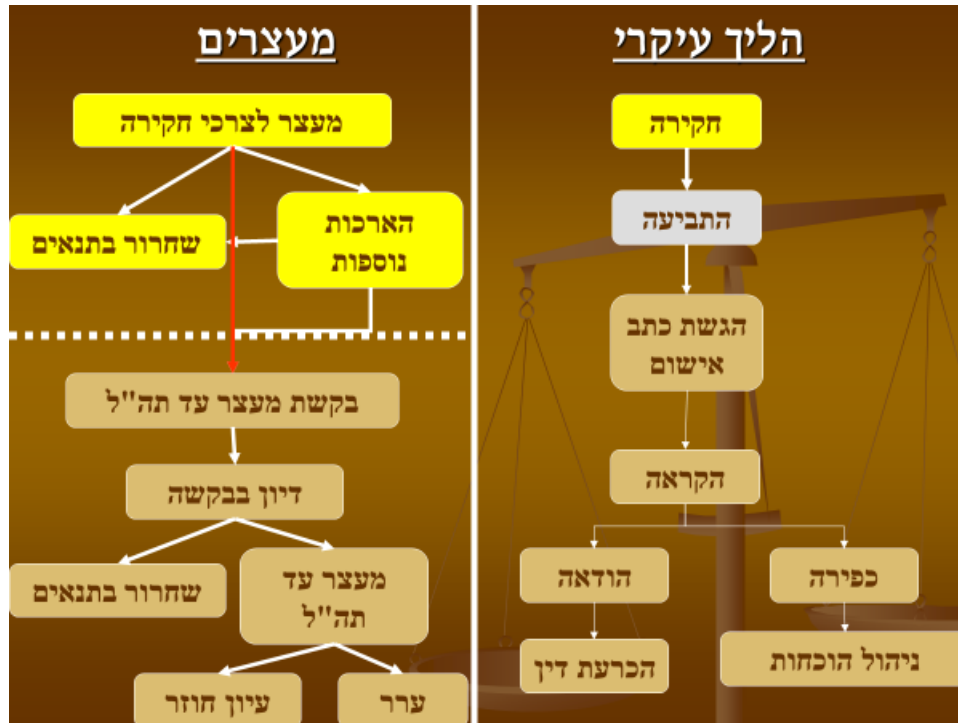 הליך עיקרי
חקירה
התביעה
הגשת כתב
אישום
הקראה
כפירה
הודאה
ניהול הוכחות
הכרעת דין
מעצרים
מעצר לצרכי חקירה
הארכות
נוספות
שחרור בתנאים
בקשת מעצר עד תה"ל
דיון בבקשה
מעצר עד
תה"ל
שחרור בתנאים
ערר
עיון חוזר